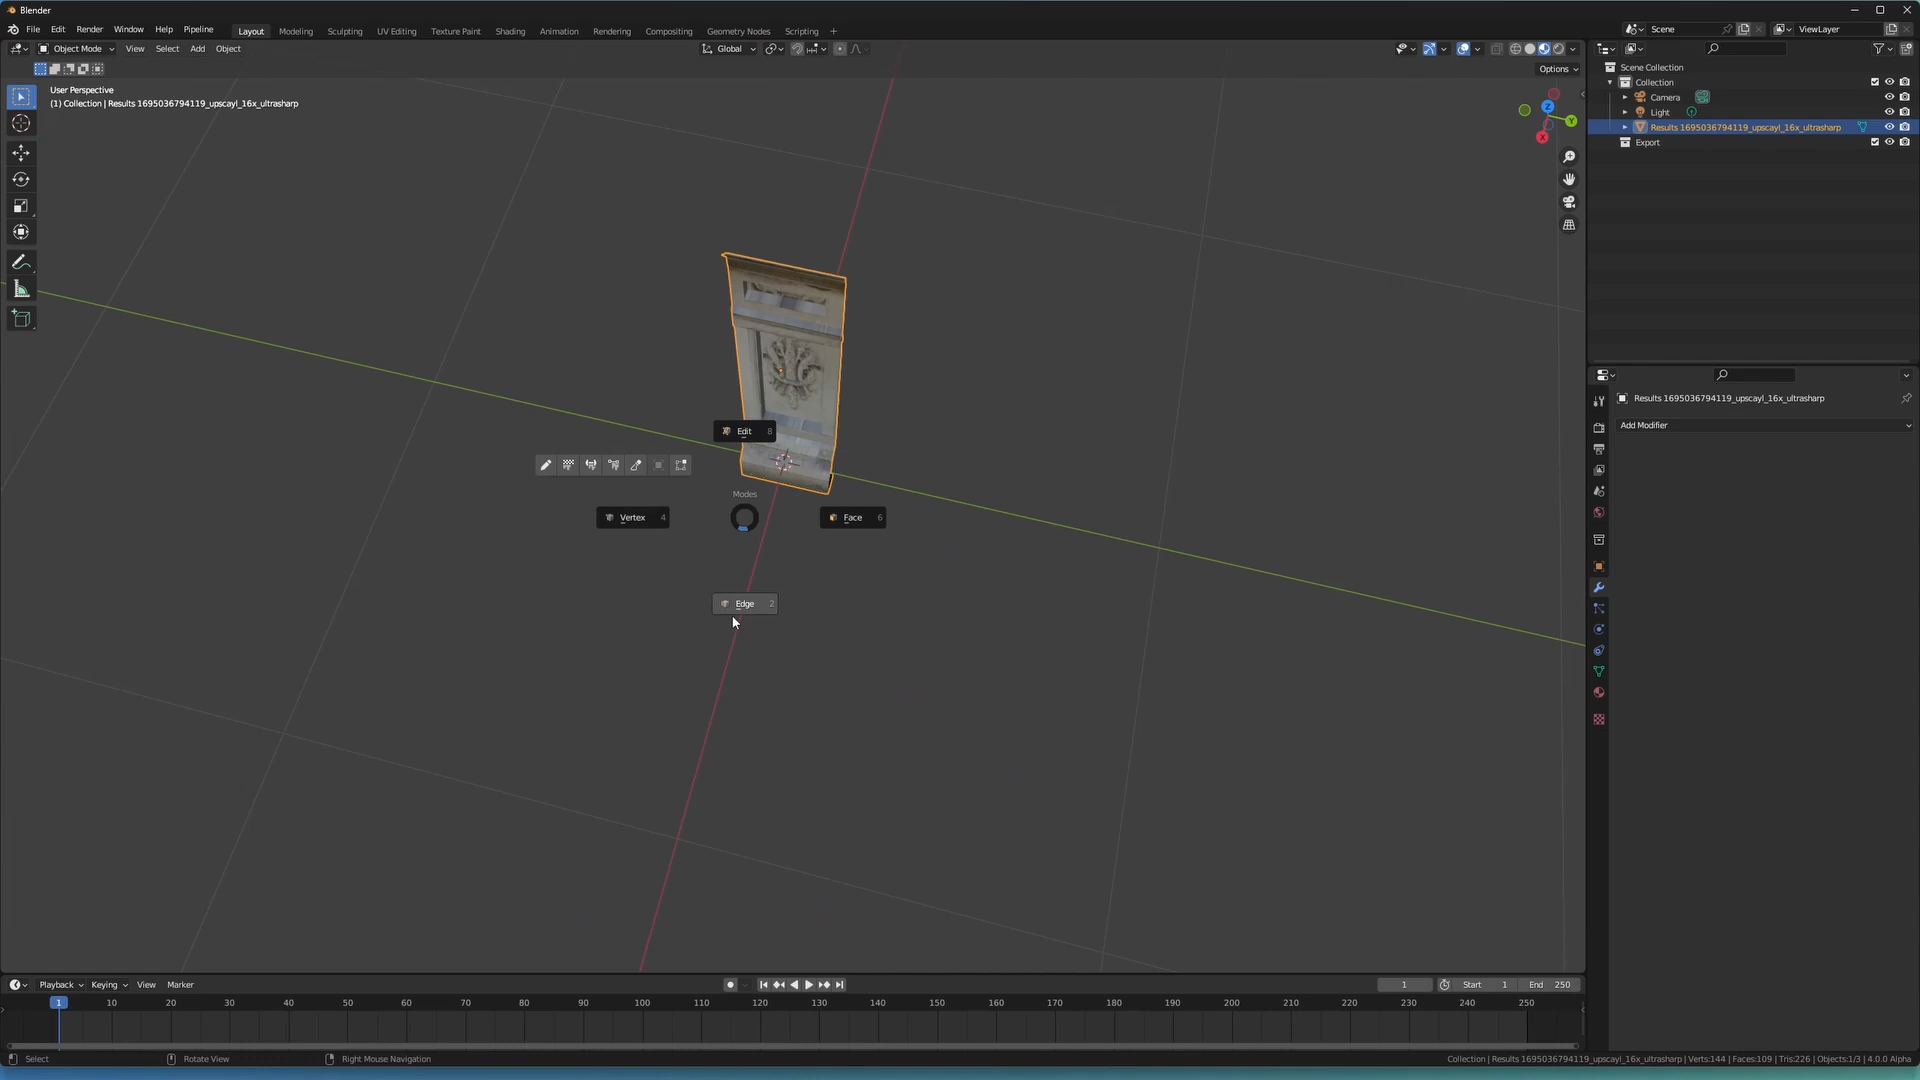 Blender
File Edit Render Window Help Pipeline Layout Modeling Sculpting UV Editing Texture Paint Shading Animation Rendering Compositing Geometry Nodes Scripting + Scene ViewLayer
Object Mode View Select Add Object Global
Options
User Perspective
(1) Collection | Results 1695036794119_upscayl_16x_ultrasharp
Z
Y
X
Scene Collection
Collection
Camera
Light
Results 1695036794119_upscayl_16x_ultrasharp
Export
Results 1695036794119_upscayl_16x_ultrasharp
Add Modifier
Edit 8
Modes
Vertex 4
Face 6
Edge 2
Playback Keying View Marker 1 Start 1 End 250
1 10 20 30 40 50 60 70 80 90 100 110 120 130 140 150 160 170 180 190 200 210 220 230 240 250
Select Rotate View Right Mouse Navigation Collection | Results 1695036794119_upscayl_16x_ultrasharp | Verts:144 | Faces:109 | Tris:226 | Objects:1/3 | 4.0.0 Alpha